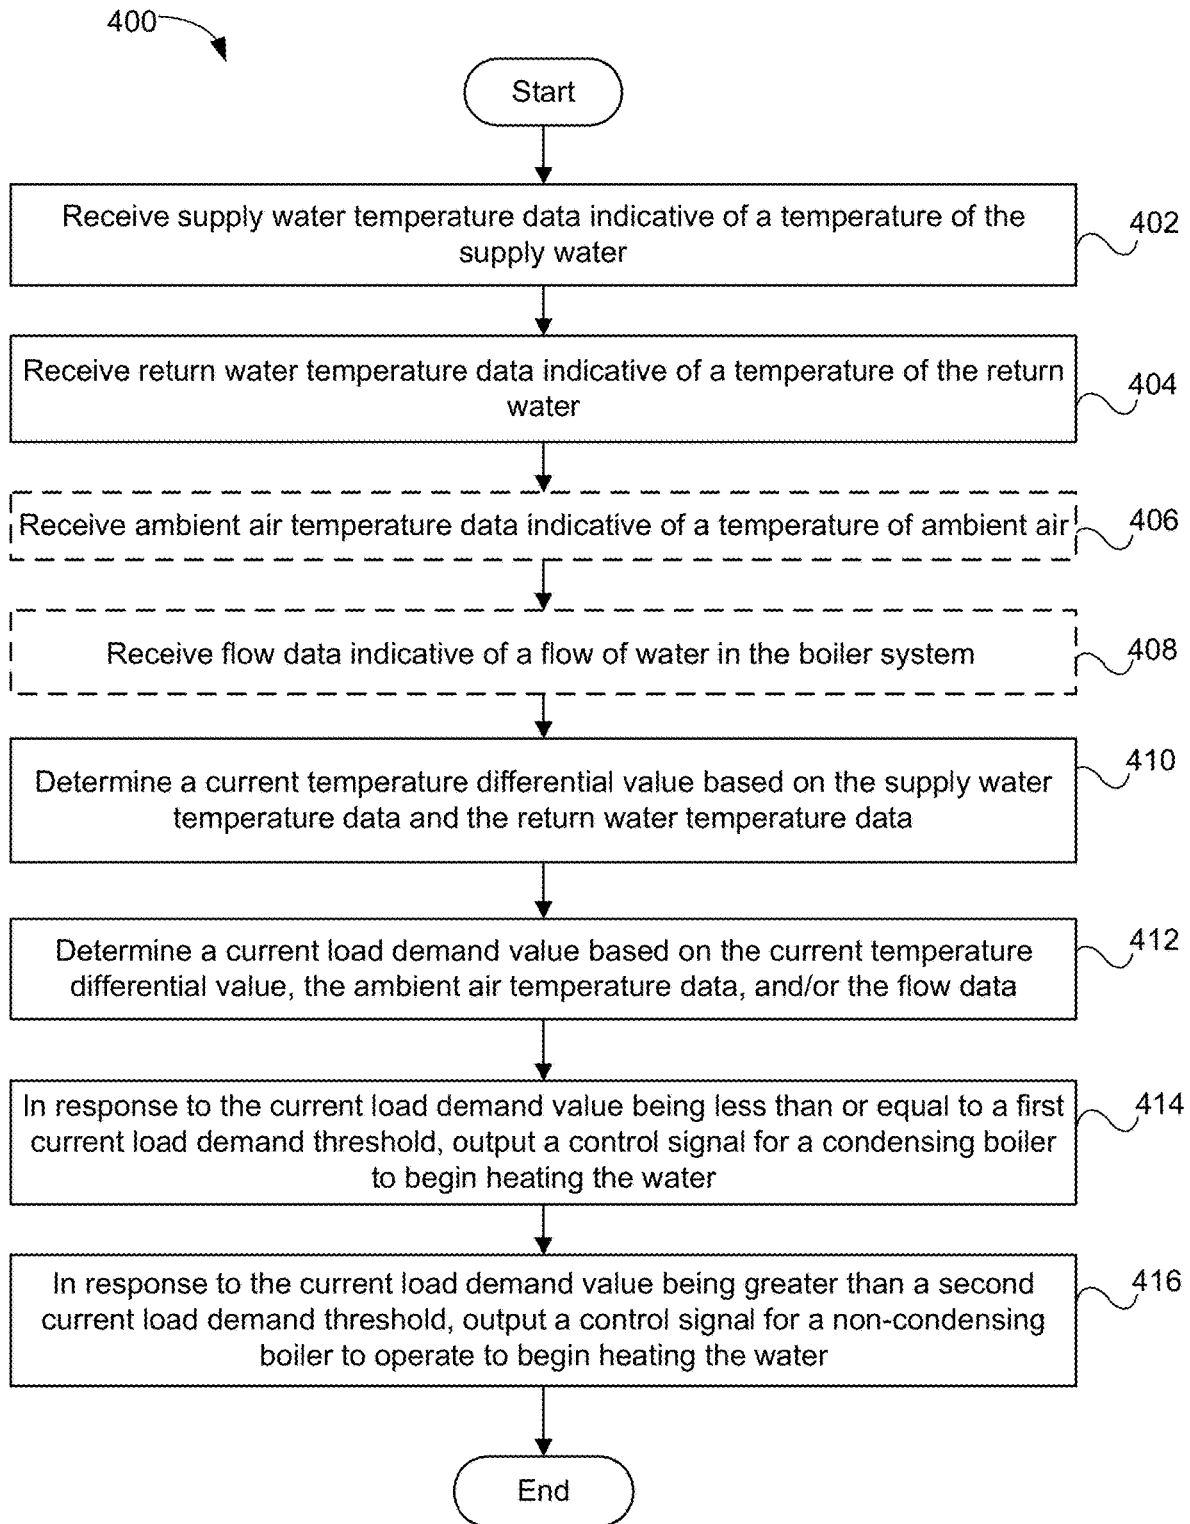 400
Start
Receive supply water temperature data indicative of a temperature of the
supply water
402
Receive return water temperature data indicative of a temperature of the return
water
404
Receive ambient air temperature data indicative of a temperature of ambient air
406
Receive flow data indicative of a flow of water in the boiler system
408
Determine a current temperature differential value based on the supply water
temperature data and the return water temperature data
410
Determine a current load demand value based on the current temperature
differential value, the ambient air temperature data, and/or the flow data
412
In response to the current load demand value being less than or equal to a first
current load demand threshold, output a control signal for a condensing boiler
to begin heating the water
414
In response to the current load demand value being greater than a second
current load demand threshold, output a control signal for a non-condensing
boiler to operate to begin heating the water
416
End